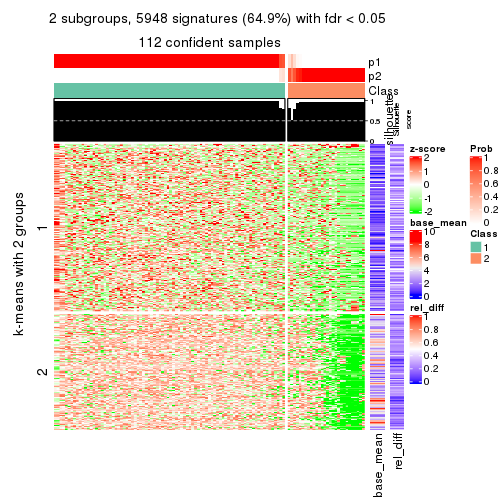 2 subgroups, 5948 signatures (64.9%) with fdr < 0.05
112 confident samples
p1
p2
Class
1
0.5
0
silhouette
Silhouette
score
k-means with 2 groups
1
2
base_mean
rel_diff
z-score
2
1
0
-1
-2
base_mean
10
8
6
4
2
0
rel_diff
1
0.8
0.6
0.4
0.2
0
Prob
1
0.8
0.6
0.4
0.2
0
Class
1
2